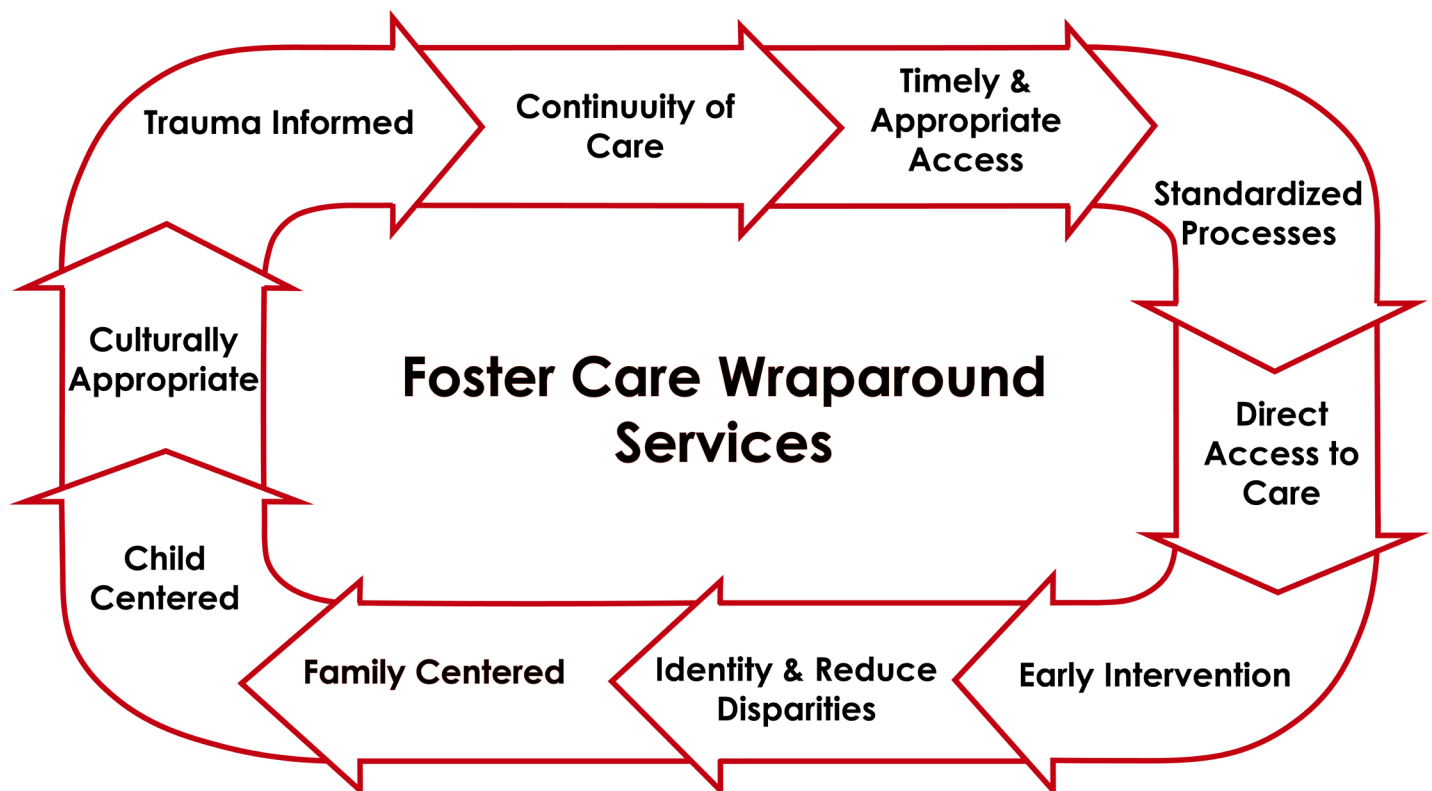 Trauma Informed
Continuuity of
Care
Timely &
Appropriate
Access
Standardized
Processes
Direct
Access to
Care
Early Intervention
Identity & Reduce
Disparities
Family Centered
Child
Centered
Culturally
Appropriate
Foster Care Wraparound
Services